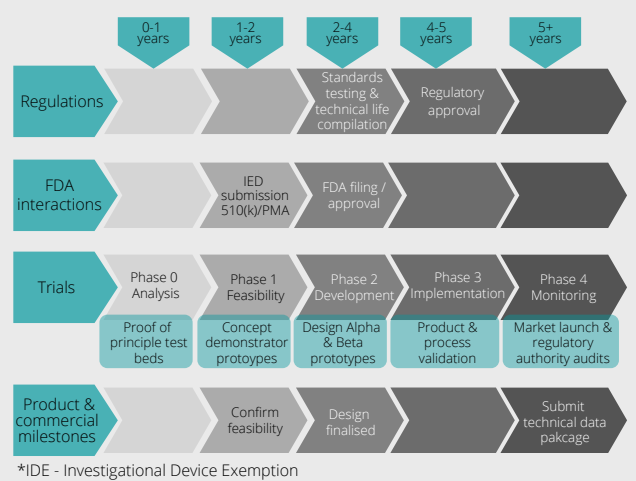 0-1
years
1-2
years
2-4
years
4-5
years
5+
years
Regulations
Standards
testing &
technical life
compilation
Regulatory
approval
FDA
interactions
IED
submission
510(k)/PMA
FDA filing /
approval
Trials
Phase 0
Analysis
Phase 1
Feasibility
Phase 2
Development
Phase 3
Implementation
Phase 4
Monitoring
Proof of
principle test
beds
Concept
demonstrator
protoypes
Design Alpha
& Beta
prototypes
Product &
process
validation
Market launch &
regulatory
authority audits
Product &
commercial
milestones
Confirm
feasibility
Design
finalised
Submit
technical data
pakcage
*IDE - Investigational Device Exemption